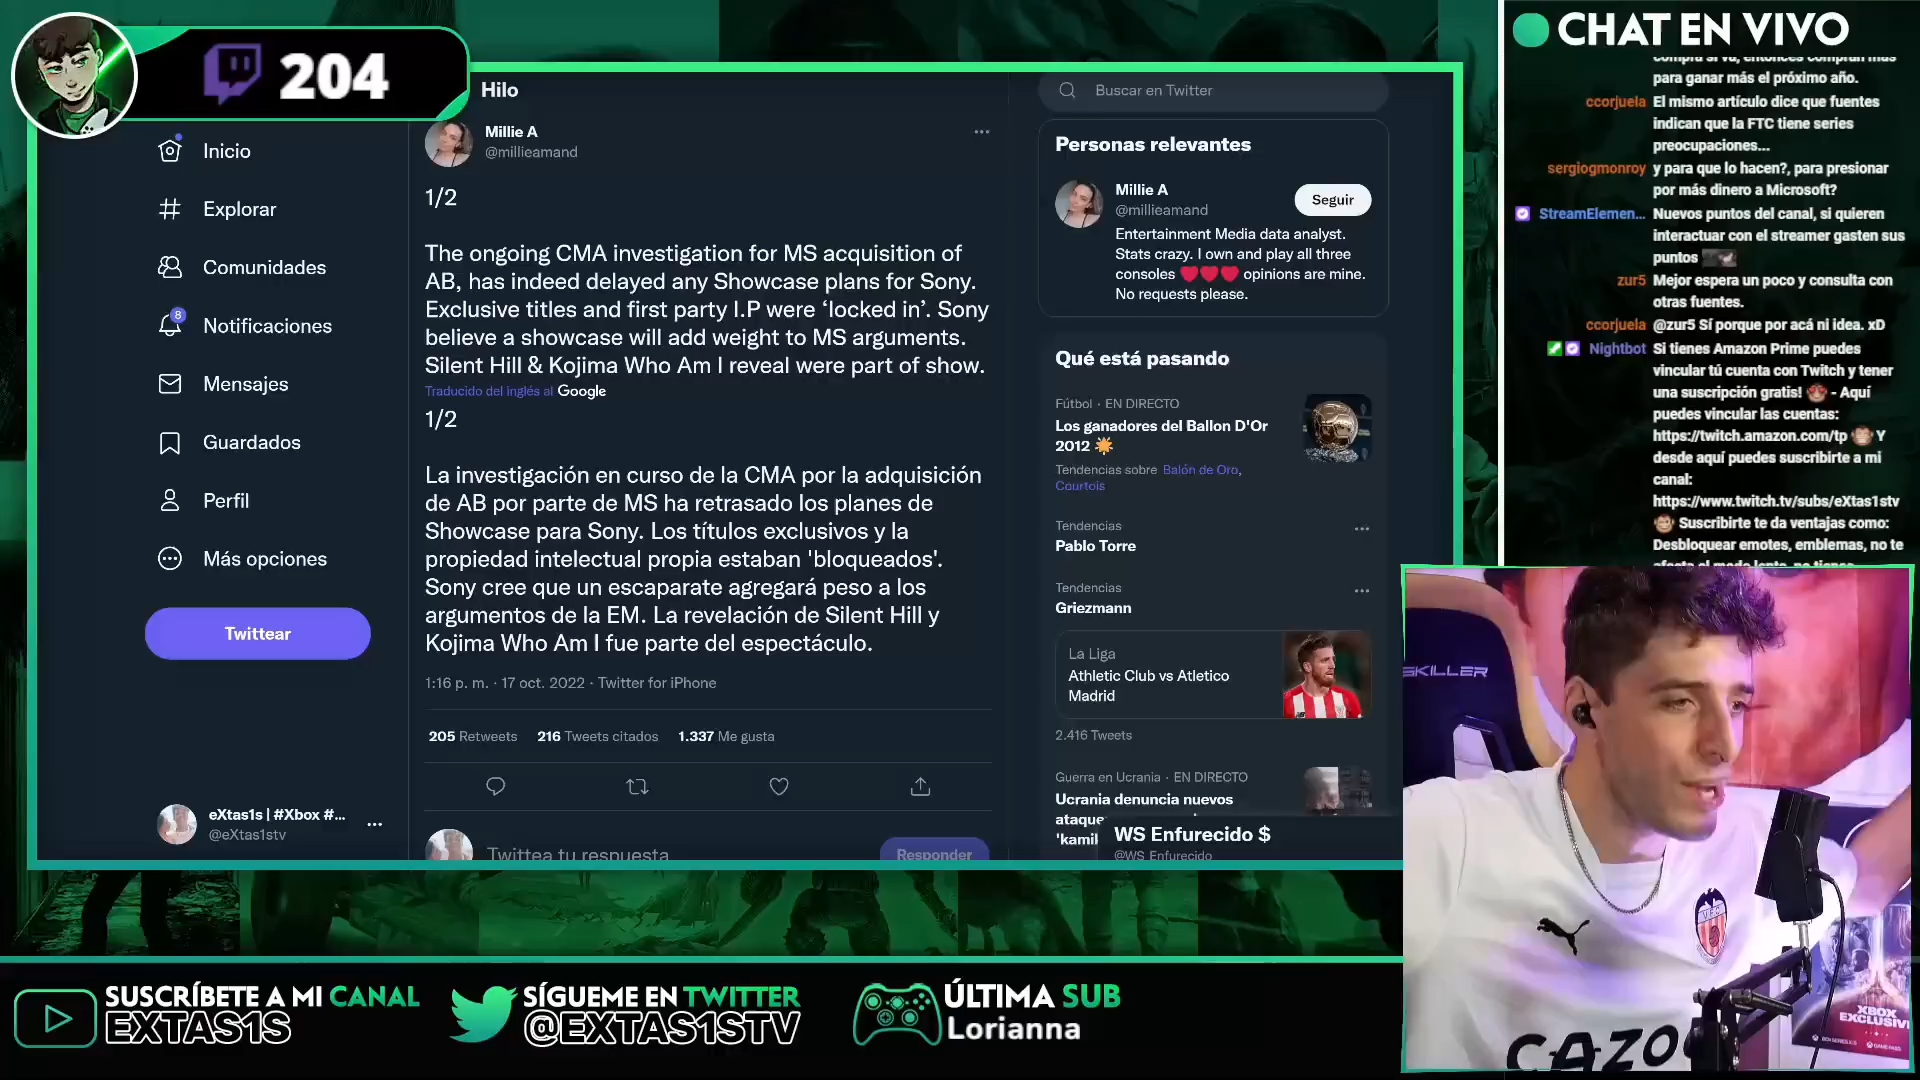 204
Hilo
Inicio
Explorar
Comunidades
8
Notificaciones
Mensajes
Guardados
Perfil
Más opciones
Twittear
eXtas1s | #Xbox #...
@eXtas1stv
Millie A
@millieamand
1/2
The ongoing CMA investigation for MS acquisition of
AB, has indeed delayed any Showcase plans for Sony.
Exclusive titles and first party I.P were ‘locked in’. Sony
believe a showcase will add weight to MS arguments.
Silent Hill & Kojima Who Am I reveal were part of show.
Traducido del inglés al Google
1/2
La investigación en curso de la CMA por la adquisición
de AB por parte de MS ha retrasado los planes de
Showcase para Sony. Los títulos exclusivos y la
propiedad intelectual propia estaban 'bloqueados'.
Sony cree que un escaparate agregará peso a los
argumentos de la EM. La revelación de Silent Hill y
Kojima Who Am I fue parte del espectáculo.
1:16 p. m. · 17 oct. 2022 · Twitter for iPhone
205 Retweets 216 Tweets citados 1.337 Me gusta
Twittea tu respuesta
Responder
Buscar en Twitter
Personas relevantes
Millie A
@millieamand
Seguir
Entertainment Media data analyst.
Stats crazy. I own and play all three
consoles ❤❤❤ opinions are mine.
No requests please.
Qué está pasando
Fútbol · EN DIRECTO
Los ganadores del Ballon D'Or
2012
Tendencias sobre Balón de Oro,
Courtois
Tendencias
Pablo Torre
Tendencias
Griezmann
La Liga
Athletic Club vs Atletico
Madrid
2.416 Tweets
Guerra en Ucrania · EN DIRECTO
Ucrania denuncia nuevos
ataque
'kamil
WS Enfurecido $
@WS_Enfurecido
CHAT EN VIVO
compra si va, entonces compran más
para ganar más el próximo año.
ccorjuela El mismo artículo dice que fuentes
indican que la FTC tiene series
preocupaciones...
sergiogmonroy y para que lo hacen?, para presionar
por más dinero a Microsoft?
StreamElemen... Nuevos puntos del canal, si quieren
interactuar con el streamer gasten sus
puntos
zur5 Mejor espera un poco y consulta con
otras fuentes.
ccorjuela @zur5 Sí porque por acá ni idea. xD
Nightbot Si tienes Amazon Prime puedes
vincular tú cuenta con Twitch y tener
una suscripción gratis! - Aquí
puedes vincular las cuentas:
https://twitch.amazon.com/tp Y
desde aquí puedes suscribirte a mi
canal:
https://www.twitch.tv/subs/eXtas1stv
Suscribirte te da ventajas como:
Desbloquear emotes, emblemas, no te
afecta el modo lento, no tienes
SKILLER
XBOX
CAZOO
SUSCRÍBETE A MI CANAL
EXTAS1S
SÍGUEME EN TWITTER
@EXTAS1STV
ÚLTIMA SUB
Lorianna